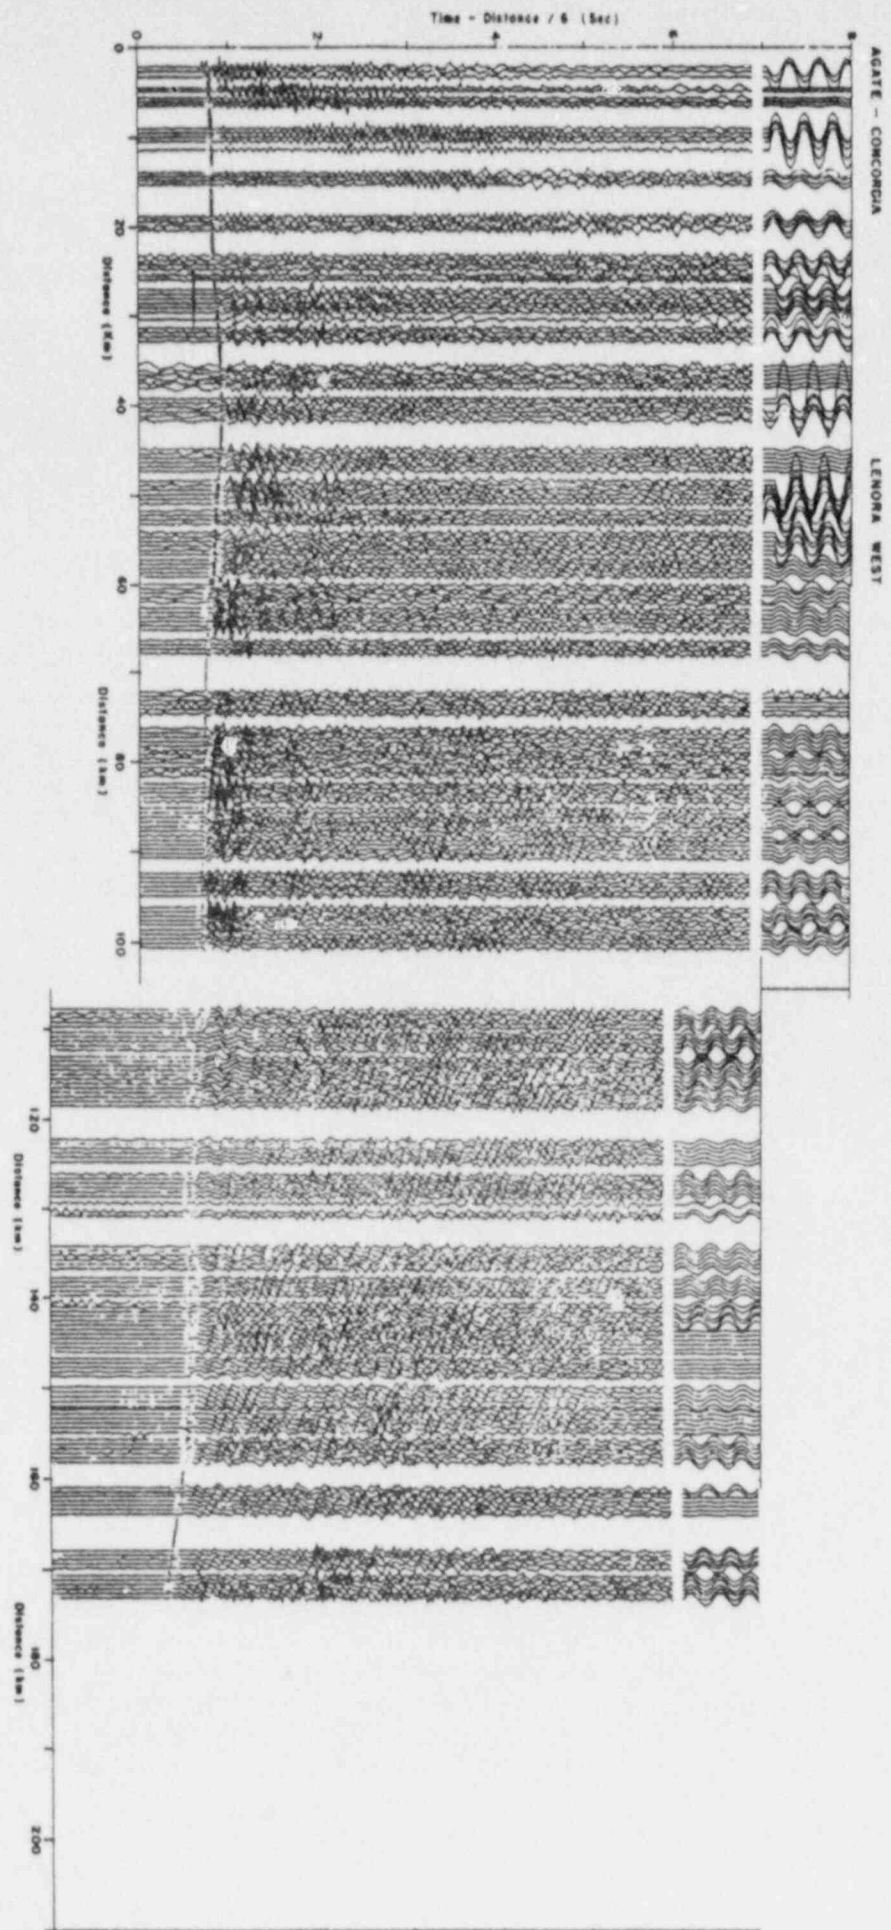 Time - Distance / 6 (Sec)
0 2 4 6 8
AGATE - CONCORDIA
LENORA WEST
0
20
Distance (Km)
40
60
Distance (km)
80
100
120
Distance (km)
140
160
Distance (km)
180
200